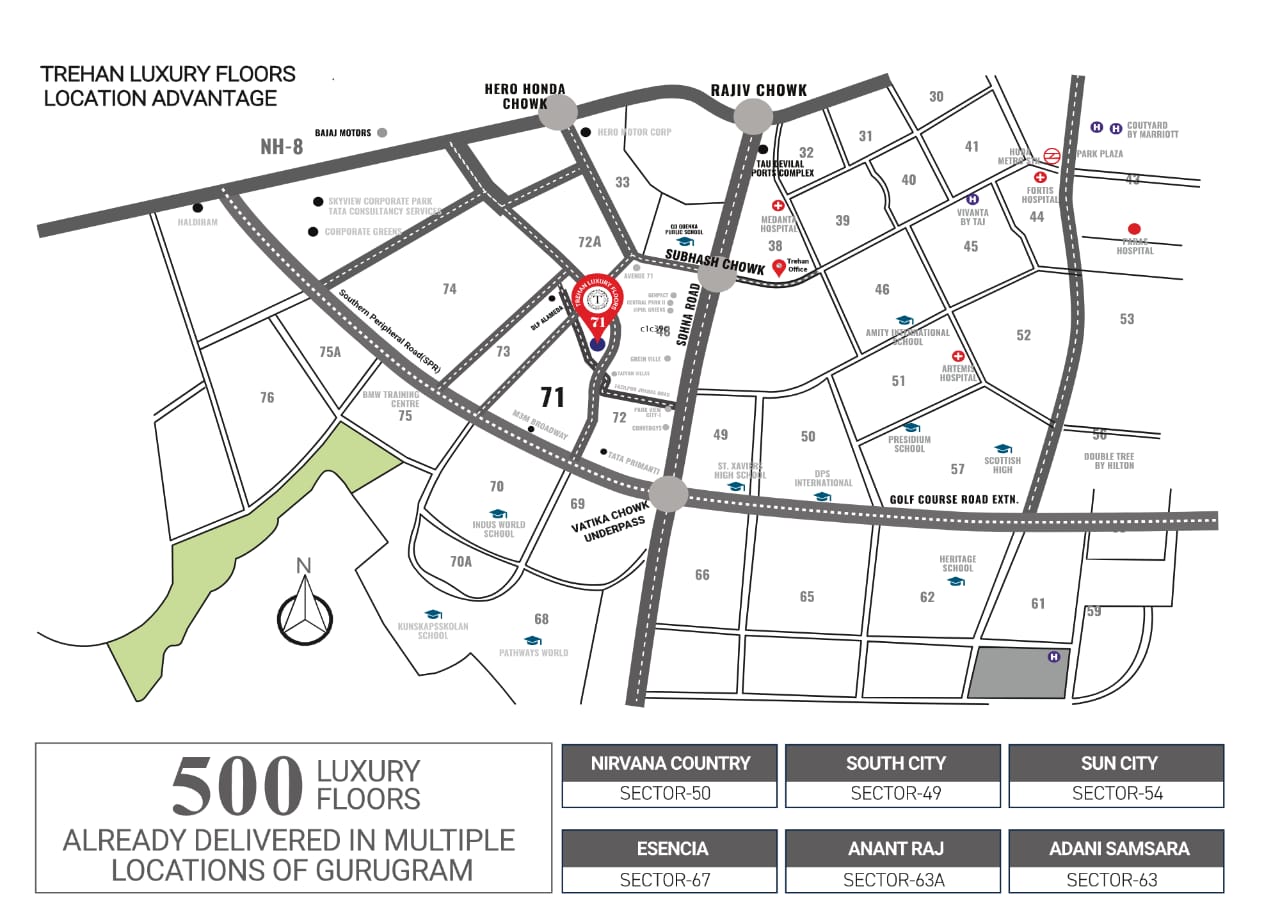 TREHAN LUXURY FLOORS
LOCATION ADVANTAGE
HERO HONDA
CHOWK
RAJIV CHOWK
NH-8
BAJAJ MOTORS
HERO MOTOR CORP
TAU DEVILAL
SPORTS COMPLEX
30
31
32
33
41
40
39
HUDA
METRO STN
PARK PLAZA
COUTYARD
BY MARRIOTT
43
FORTIS
HOSPITAL
44
VIVANTA
BY TAJ
45
PARAS
HOSPITAL
MEDANTA
HOSPITAL
38
Trehan
Office
SUBHASH CHOWK
SOHNA ROAD
HALDIRAM
SKYVIEW CORPORATE PARK
TATA CONSULTANCY SERVICES
CORPORATE GREENS
72A
74
AVENUE 71
GENPACT
CENTRAL PARK II
VIPUL GREENS
48
GREEN VILLE
TREHAN LUXURY FLOORS
T
71
DLF ALAMEDA
Southern Peripheral Road(SPR)
73
75A
76
BMW TRAINING
CENTRE
75
71
M3M BROADWAY
72
PARK VIEW
CITY-1
CONVERGYS
TATA PRIMANTI
46
AMITY INTERNATIONAL
SCHOOL
52
53
51
ARTEMIS
HOSPITAL
49
50
PRESIDIUM
SCHOOL
SCOTTISH
HIGH
57
56
DOUBLE TREE
BY HILTON
ST. XAVIERS
HIGH SCHOOL
DPS
INTERNATIONAL
GOLF COURSE ROAD EXTN.
70
INDUS WORLD
SCHOOL
69
VATIKA CHOWK
UNDERPASS
70A
N
KUNSKAPSSKOLAN
SCHOOL
68
PATHWAYS WORLD
66
65
HERITAGE
SCHOOL
62
61
59
H
H
H
H
500
LUXURY
FLOORS
ALREADY DELIVERED IN MULTIPLE
LOCATIONS OF GURUGRAM
NIRVANA COUNTRY
SECTOR-50
SOUTH CITY
SECTOR-49
SUN CITY
SECTOR-54
ESENCIA
SECTOR-67
ANANT RAJ
SECTOR-63A
ADANI SAMSARA
SECTOR-63